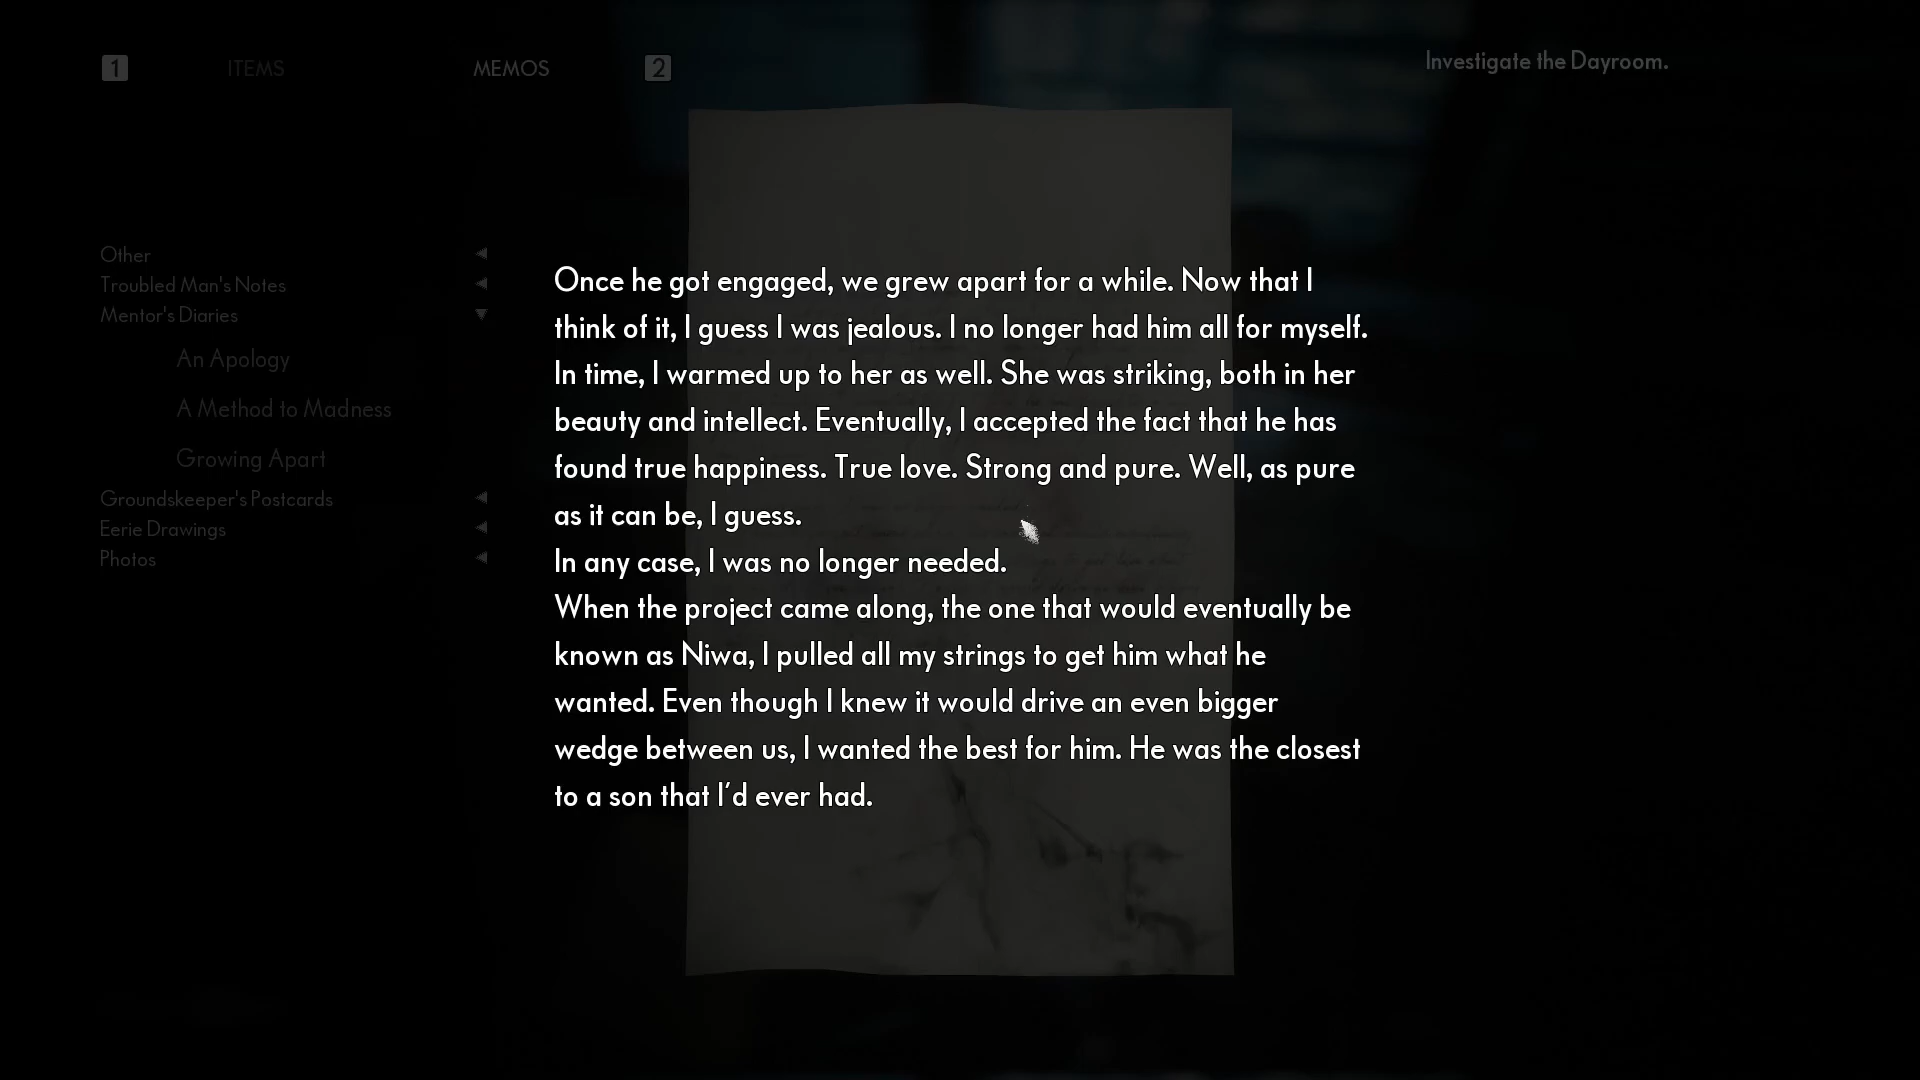 1 ITEMS MEMOS 2
Investigate the Dayroom.
Other
Troubled Man's Notes
Mentor's Diaries
An Apology
A Method to Madness
Growing Apart
Groundskeeper's Postcards
Eerie Drawings
Photos
Once he got engaged, we grew apart for a while. Now that I
think of it, I guess I was jealous. I no longer had him all for myself.
In time, I warmed up to her as well. She was striking, both in her
beauty and intellect. Eventually, I accepted the fact that he has
found true happiness. True love. Strong and pure. Well, as pure
as it can be, I guess.
In any case, I was no longer needed.
When the project came along, the one that would eventually be
known as Niwa, I pulled all my strings to get him what he
wanted. Even though I knew it would drive an even bigger
wedge between us, I wanted the best for him. He was the closest
to a son that I'd ever had.